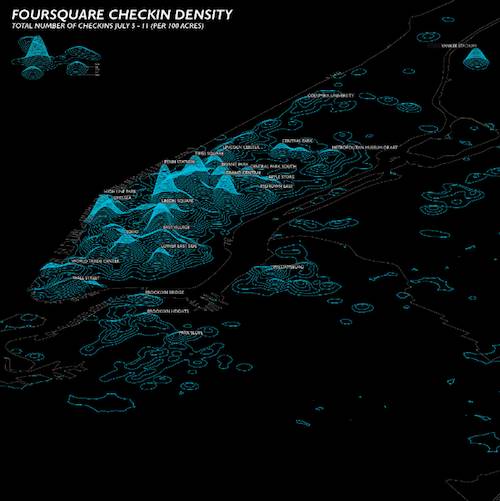 FOURSQUARE CHECKIN DENSITY
TOTAL NUMBER OF CHECKINS JULY 5 - 11 (PER 100 ACRES)
YANKEE STADIUM
COLUMBIA UNIVERSITY
CENTRAL PARK
LINCOLN CENTER
METROPOLITAN MUSEUM OF ART
TIMES SQUARE
PENN STATION
BRYANT PARK
CENTRAL PARK SOUTH
GRAND CENTRAL
APPLE STORE
MIDTOWN EAST
HIGH LINE PARK
CHELSEA
UNION SQUARE
EAST VILLAGE
SOHO
LOWER EAST SIDE
WORLD TRADE CENTER
WALL STREET
WILLIAMSBURG
BROOKLYN BRIDGE
BROOKLYN HEIGHTS
PARK SLOPE